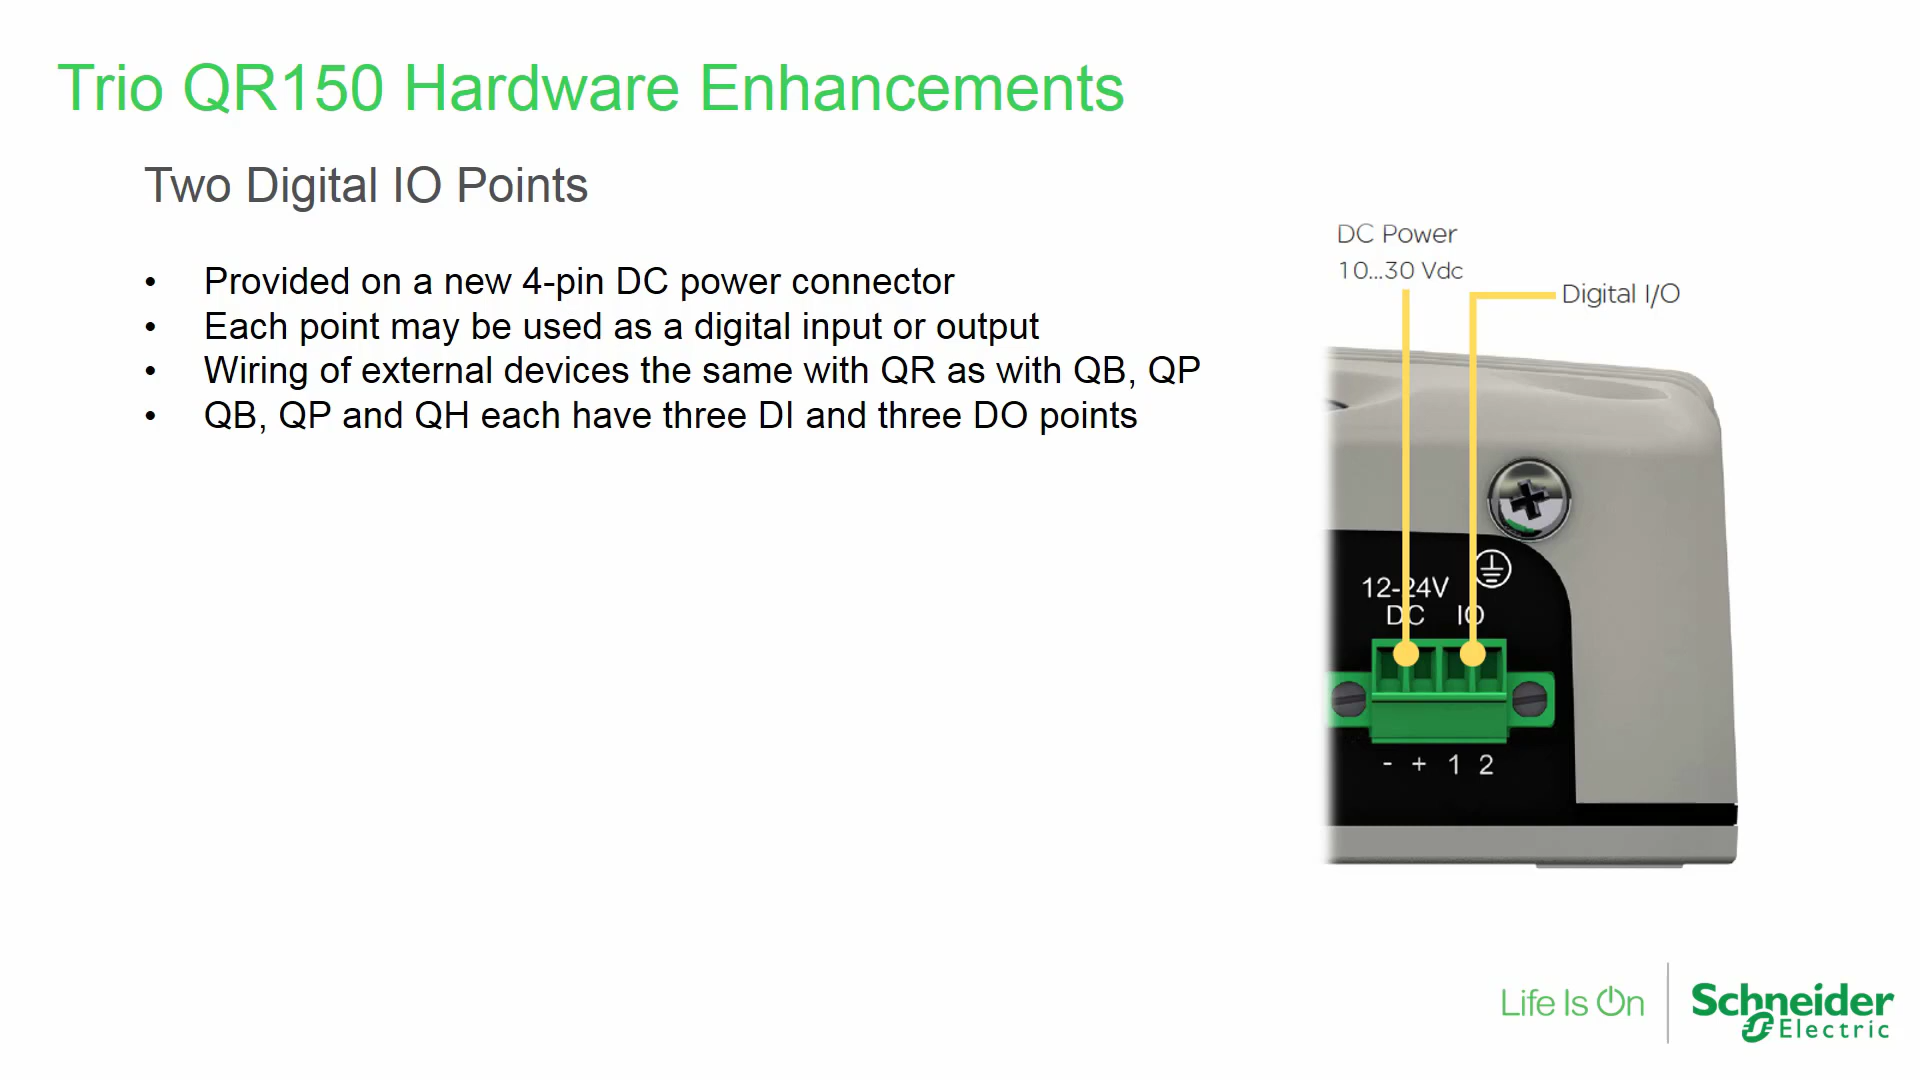 Trio QR150 Hardware Enhancements
Two Digital IO Points
• Provided on a new 4-pin DC power connector
• Each point may be used as a digital input or output
• Wiring of external devices the same with QR as with QB, QP
• QB, QP and QH each have three DI and three DO points
DC Power
10...30 Vdc
Digital I/O
12-24V
DC IO
- + 1 2
Life Is On
Schneider
Electric